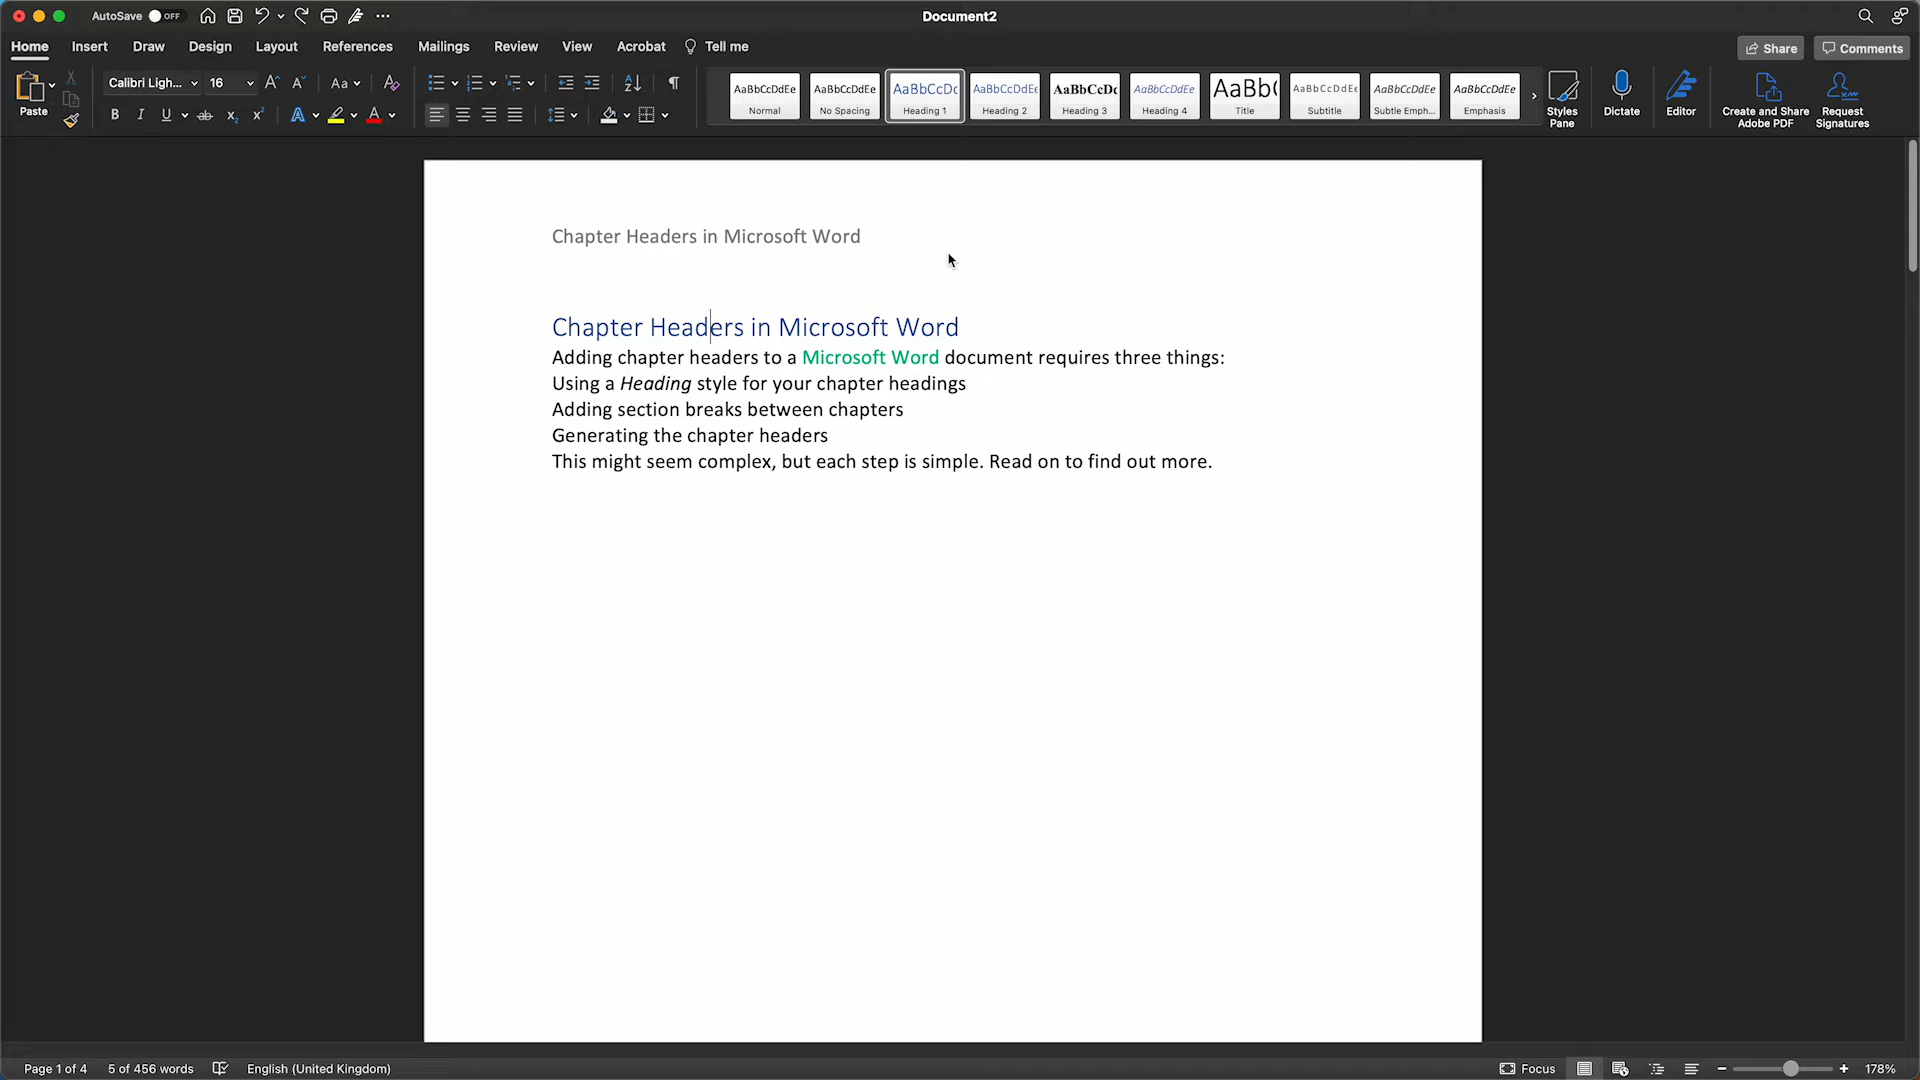 AutoSave OFF
Document2
Home Insert Draw Design Layout References Mailings Review View Acrobat Tell me
Share Comments
Paste
Calibri Ligh... 16
Aa
B I U ab x₂ x²
A A
AaBbCcDdEe Normal
AaBbCcDdEe No Spacing
AaBbCcDc Heading 1
AaBbCcDdEe Heading 2
AaBbCcDc Heading 3
AaBbCcDdEe Heading 4
AaBb( Title
AaBbCcDdEe Subtitle
AaBbCcDdEe Subtle Emph...
AaBbCcDdEe Emphasis
Styles Pane
Dictate
Editor
Create and Share Adobe PDF
Request Signatures
Chapter Headers in Microsoft Word
Chapter Headers in Microsoft Word
Adding chapter headers to a Microsoft Word document requires three things:
Using a Heading style for your chapter headings
Adding section breaks between chapters
Generating the chapter headers
This might seem complex, but each step is simple. Read on to find out more.
Page 1 of 4 5 of 456 words English (United Kingdom)
Focus 178%